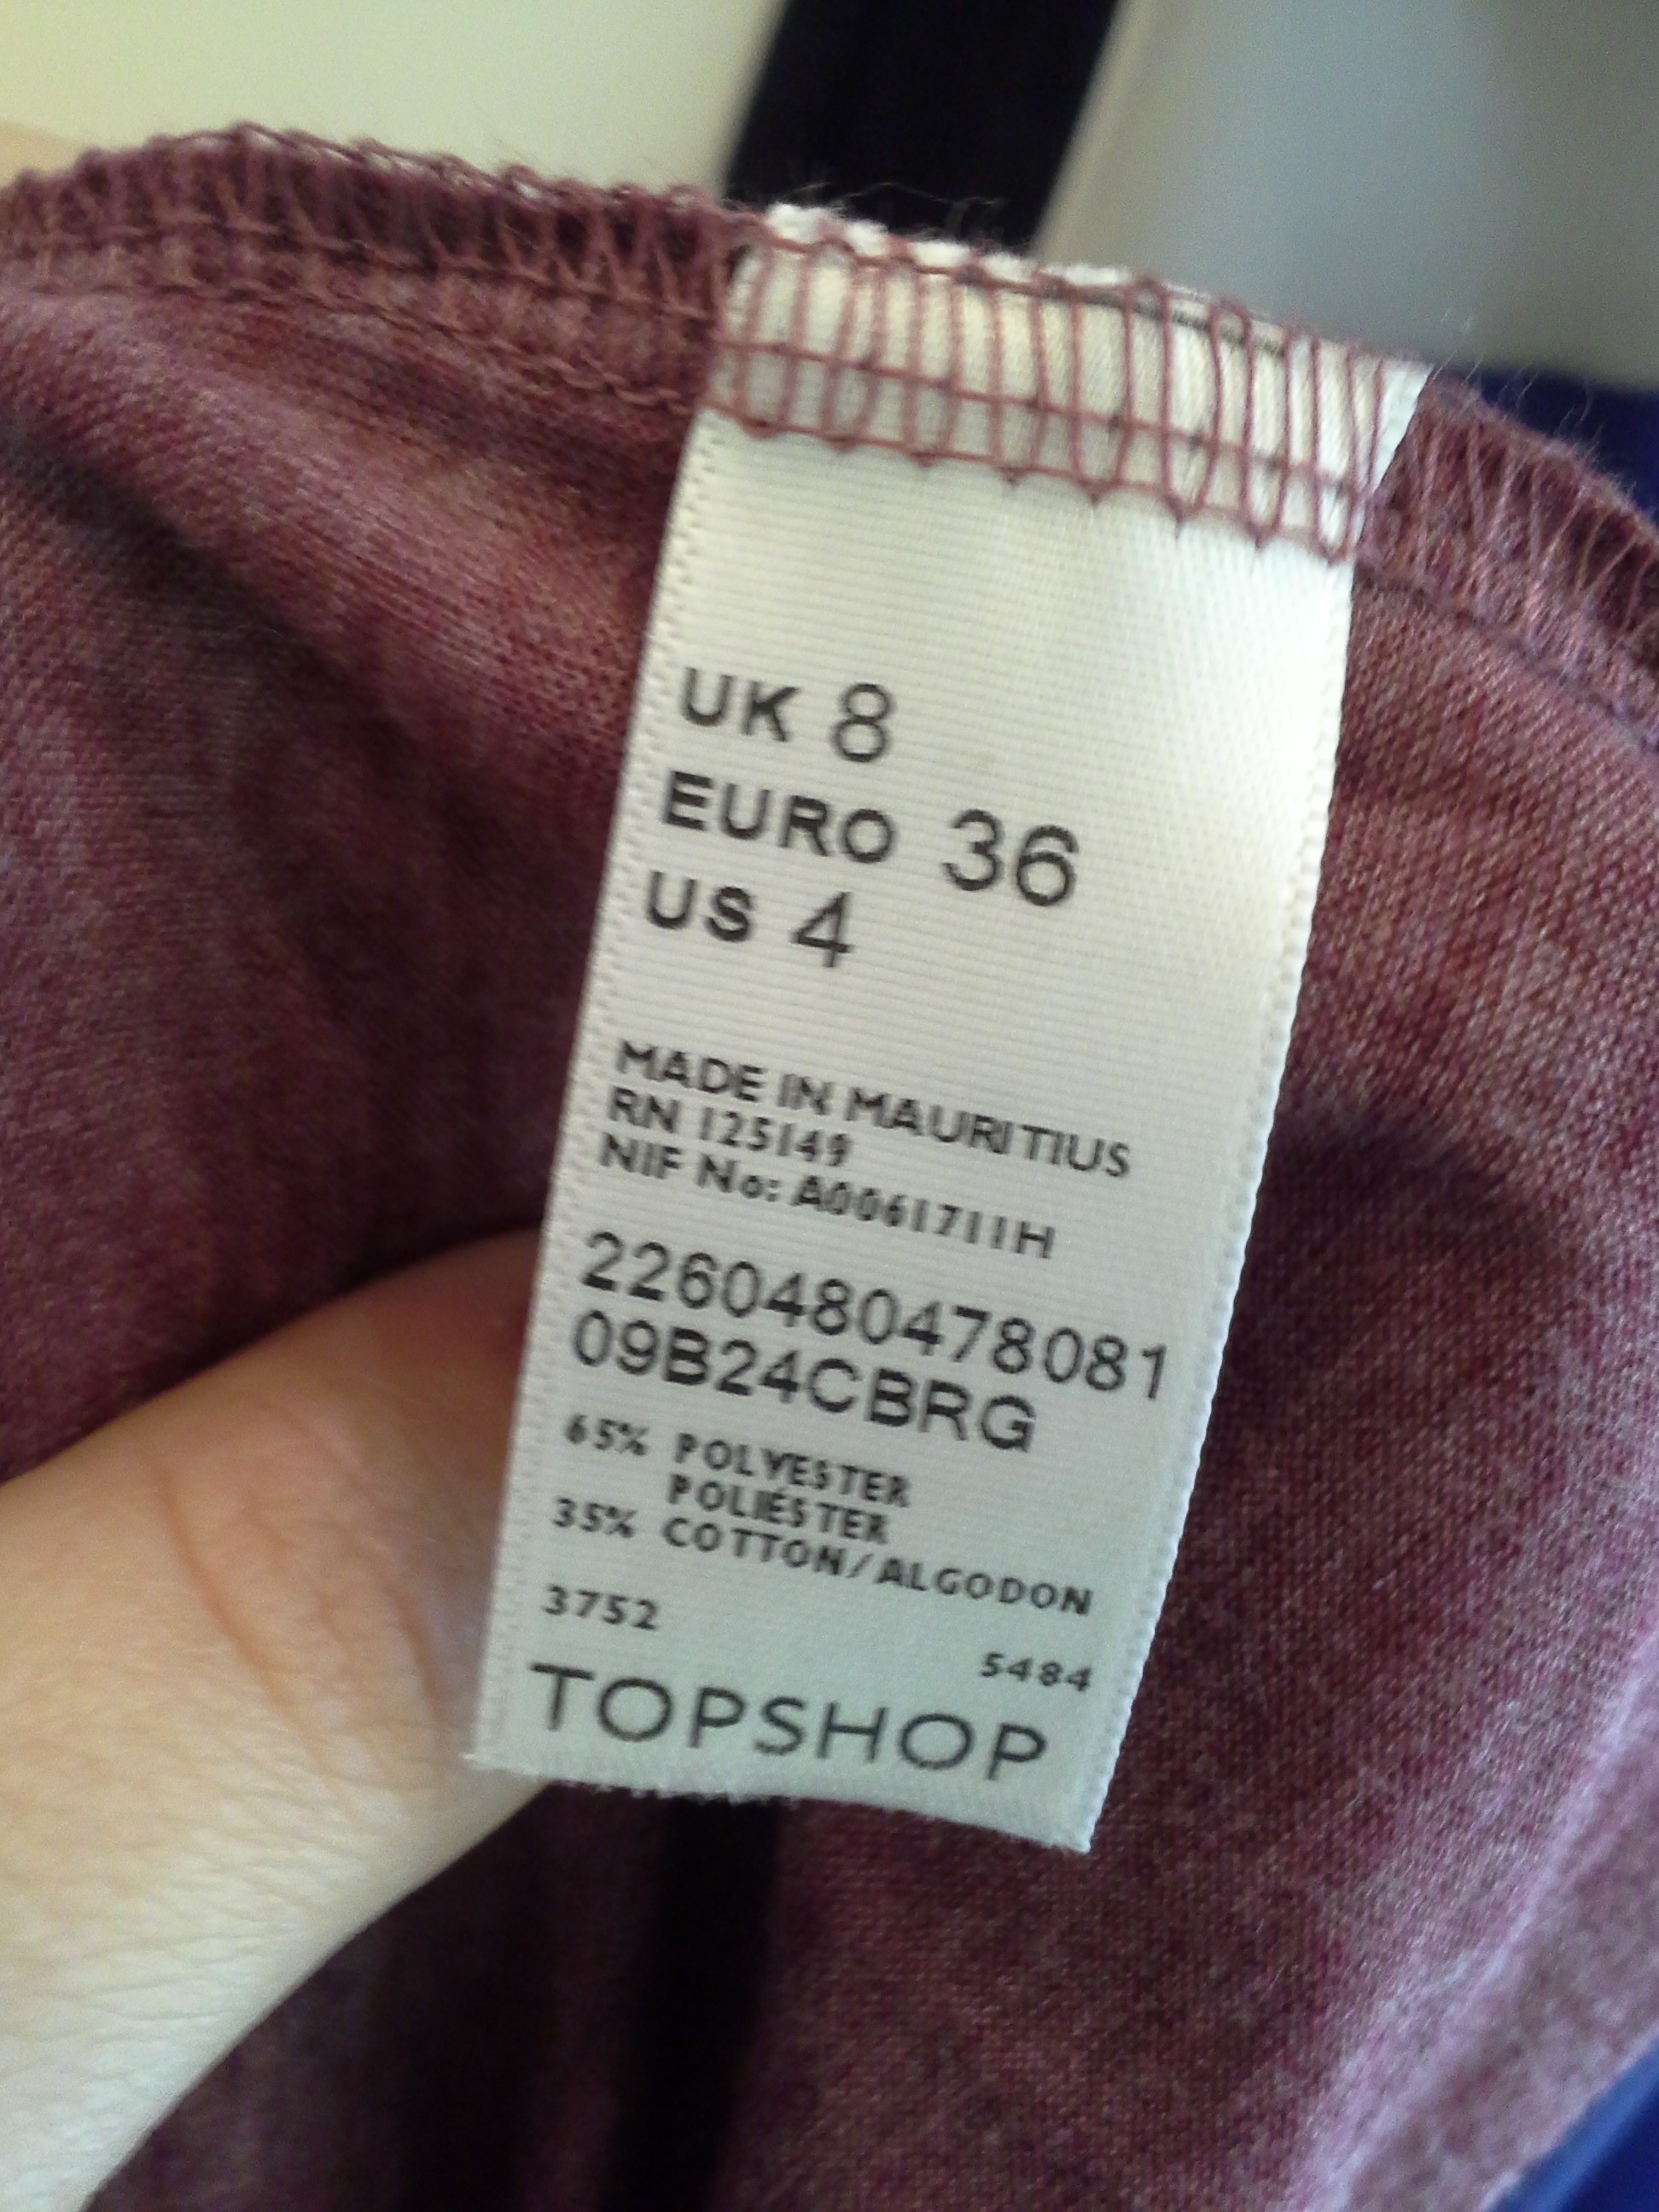 UK 8
EURO 36
US 4
MADE IN MAURITIUS
RN 125149
NIF No: A0061711H
2260480478081
09B24CBRG
65% POLYESTER
POLIESTER
35% COTTON/ALGODON
3752
5484
TOPSHOP